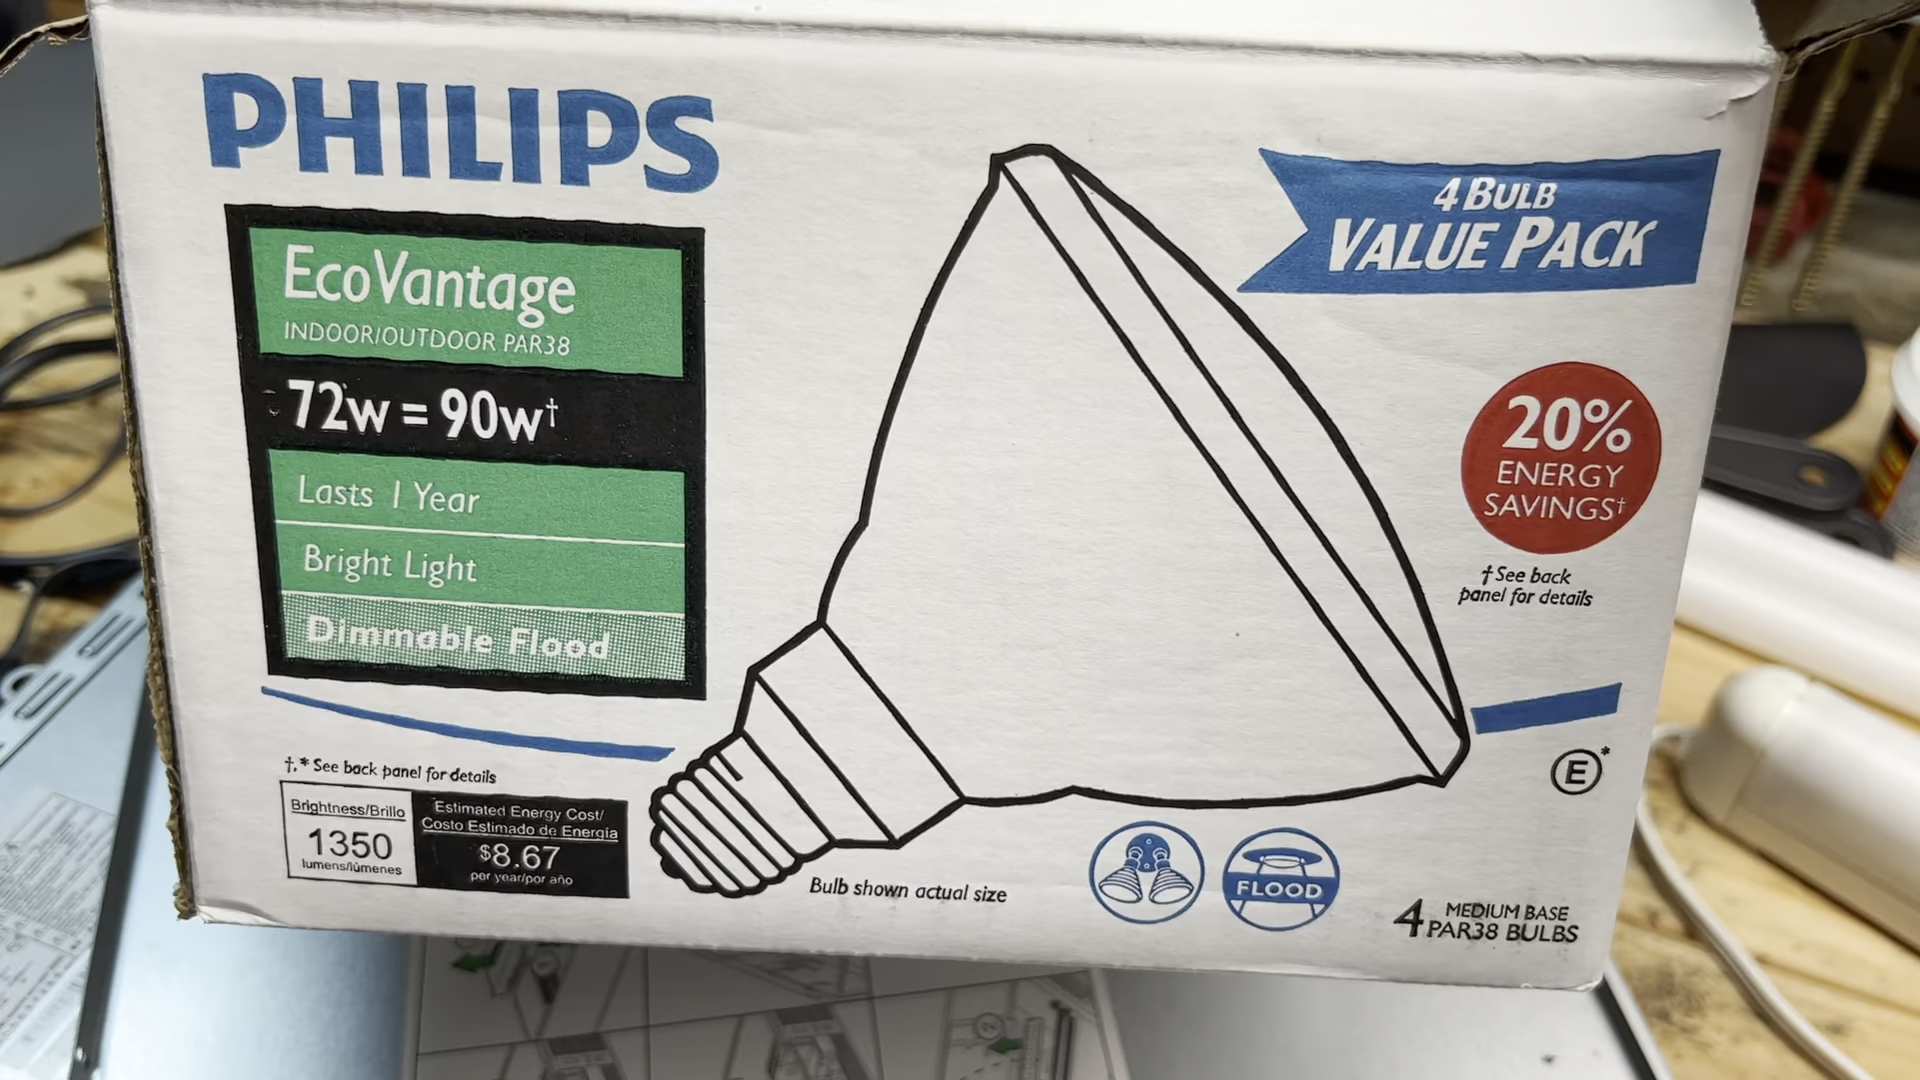 PHILIPS
EcoVantage
INDOOR/OUTDOOR PAR38
72w = 90w†
Lasts 1 Year
Bright Light
Dimmable Flood
†,* See back panel for details
Brightness/Brillo
1350
lumens/lúmenes
Estimated Energy Cost/
Costo Estimado de Energía
$8.67
per year/por año
Bulb shown actual size
4 BULB
VALUE PACK
20%
ENERGY
SAVINGS†
† See back
panel for details
E*
FLOOD
4 MEDIUM BASE
PAR38 BULBS